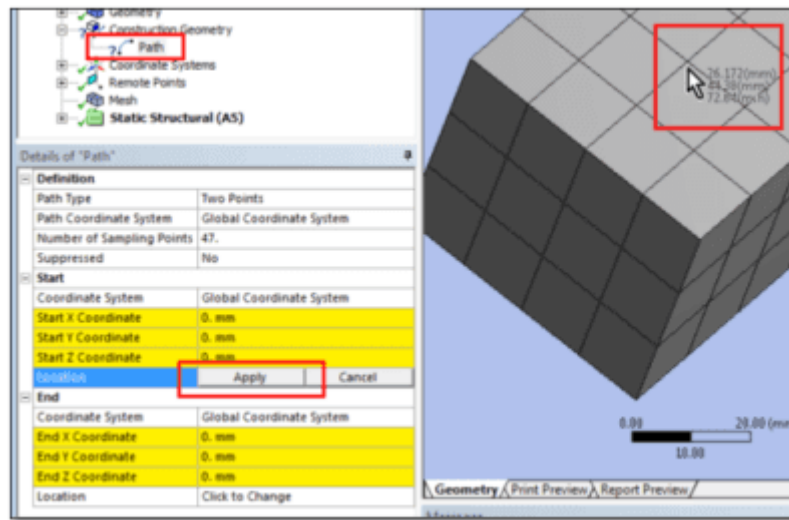 Geometry
Construction Geometry
Path
Coordinate Systems
Remote Points
Mesh
Static Structural (A5)
26.172(mm)
Details of "Path"
Definition
Path Type Two Points
Path Coordinate System Global Coordinate System
Number of Sampling Points 47.
Suppressed No
Start
Coordinate System Global Coordinate System
Start X Coordinate 0. mm
Start Y Coordinate 0. mm
Start Z Coordinate 0. mm
Location Apply Cancel
End
Coordinate System Global Coordinate System
End X Coordinate 0. mm
End Y Coordinate 0. mm
End Z Coordinate 0. mm
Location Click to Change
0.00 20.00 (mm
10.00
Geometry Print Preview Report Preview